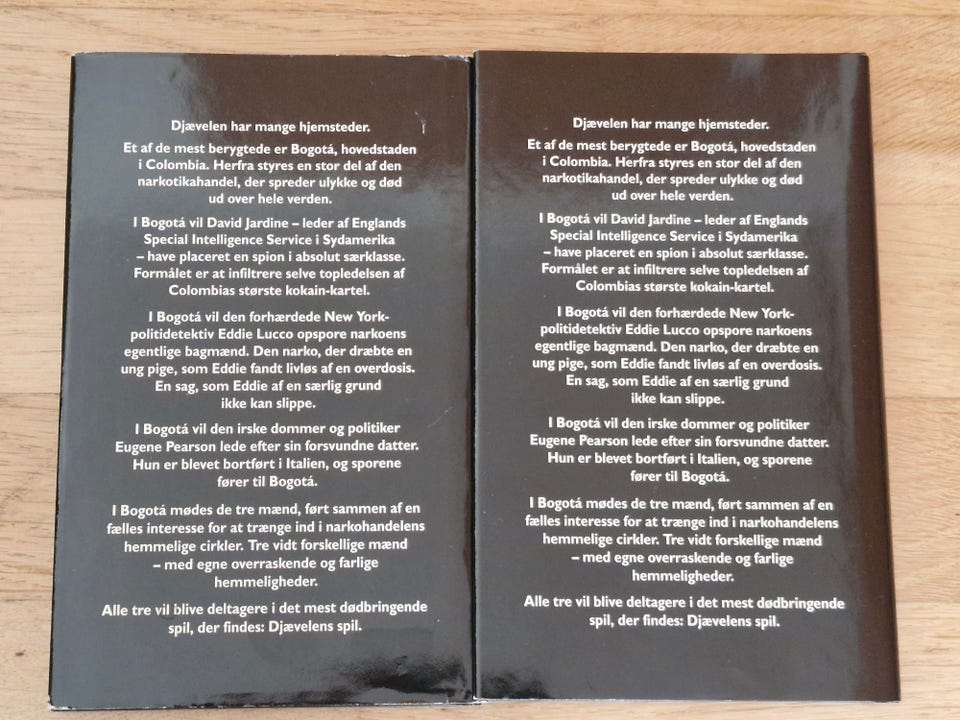 Djævelen har mange hjemsteder.
Et af de mest berygtede er Bogotá, hovedstaden
i Colombia. Herfra styres en stor del af den
narkotikahandel, der spreder ulykke og død
ud over hele verden.
I Bogotá vil David Jardine – leder af Englands
Special Intelligence Service i Sydamerika
– have placeret en spion i absolut særklasse.
Formålet er at infiltrere selve topledelsen af
Colombias største kokain-kartel.
I Bogotá vil den forhærdede New York-
politidetektiv Eddie Lucco opspore narkoens
egentlige bagmænd. Den narko, der dræbte en
ung pige, som Eddie fandt livløs af en overdosis.
En sag, som Eddie af en særlig grund
ikke kan slippe.
I Bogotá vil den irske dommer og politiker
Eugene Pearson lede efter sin forsvundne datter.
Hun er blevet bortført i Italien, og sporene
fører til Bogotá.
I Bogotá mødes de tre mænd, ført sammen af en
fælles interesse for at trænge ind i narkohandelens
hemmelige cirkler. Tre vidt forskellige mænd
– med egne overraskende og farlige
hemmeligheder.
Alle tre vil blive deltagere i det mest dødbringende
spil, der findes: Djævelens spil.
Djævelen har mange hjemsteder.
Et af de mest berygtede er Bogotá, hovedstaden
i Colombia. Herfra styres en stor del af den
narkotikahandel, der spreder ulykke og død
ud over hele verden.
I Bogotá vil David Jardine – leder af Englands
Special Intelligence Service i Sydamerika
– have placeret en spion i absolut særklasse.
Formålet er at infiltrere selve topledelsen af
Colombias største kokain-kartel.
I Bogotá vil den forhærdede New York-
politidetektiv Eddie Lucco opspore narkoens
egentlige bagmænd. Den narko, der dræbte en
ung pige, som Eddie fandt livløs af en overdosis.
En sag, som Eddie af en særlig grund
ikke kan slippe.
I Bogotá vil den irske dommer og politiker
Eugene Pearson lede efter sin forsvundne datter.
Hun er blevet bortført i Italien, og sporene
fører til Bogotá.
I Bogotá mødes de tre mænd, ført sammen af en
fælles interesse for at trænge ind i narkohandelens
hemmelige cirkler. Tre vidt forskellige mænd
– med egne overraskende og farlige
hemmeligheder.
Alle tre vil blive deltagere i det mest dødbringende
spil, der findes: Djævelens spil.